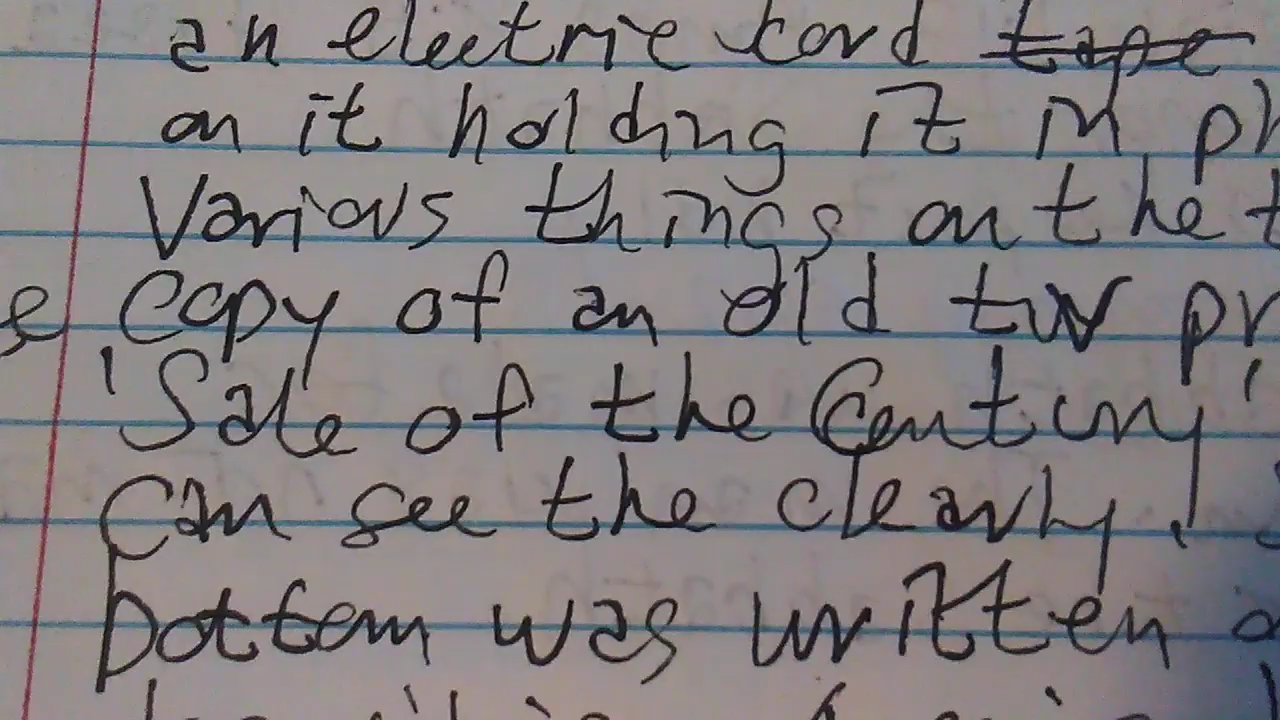 an electric cord tape
on it holding it in
Various things on the
copy of an old
'Sale of the Century'
can see the clearly.
bottom was written